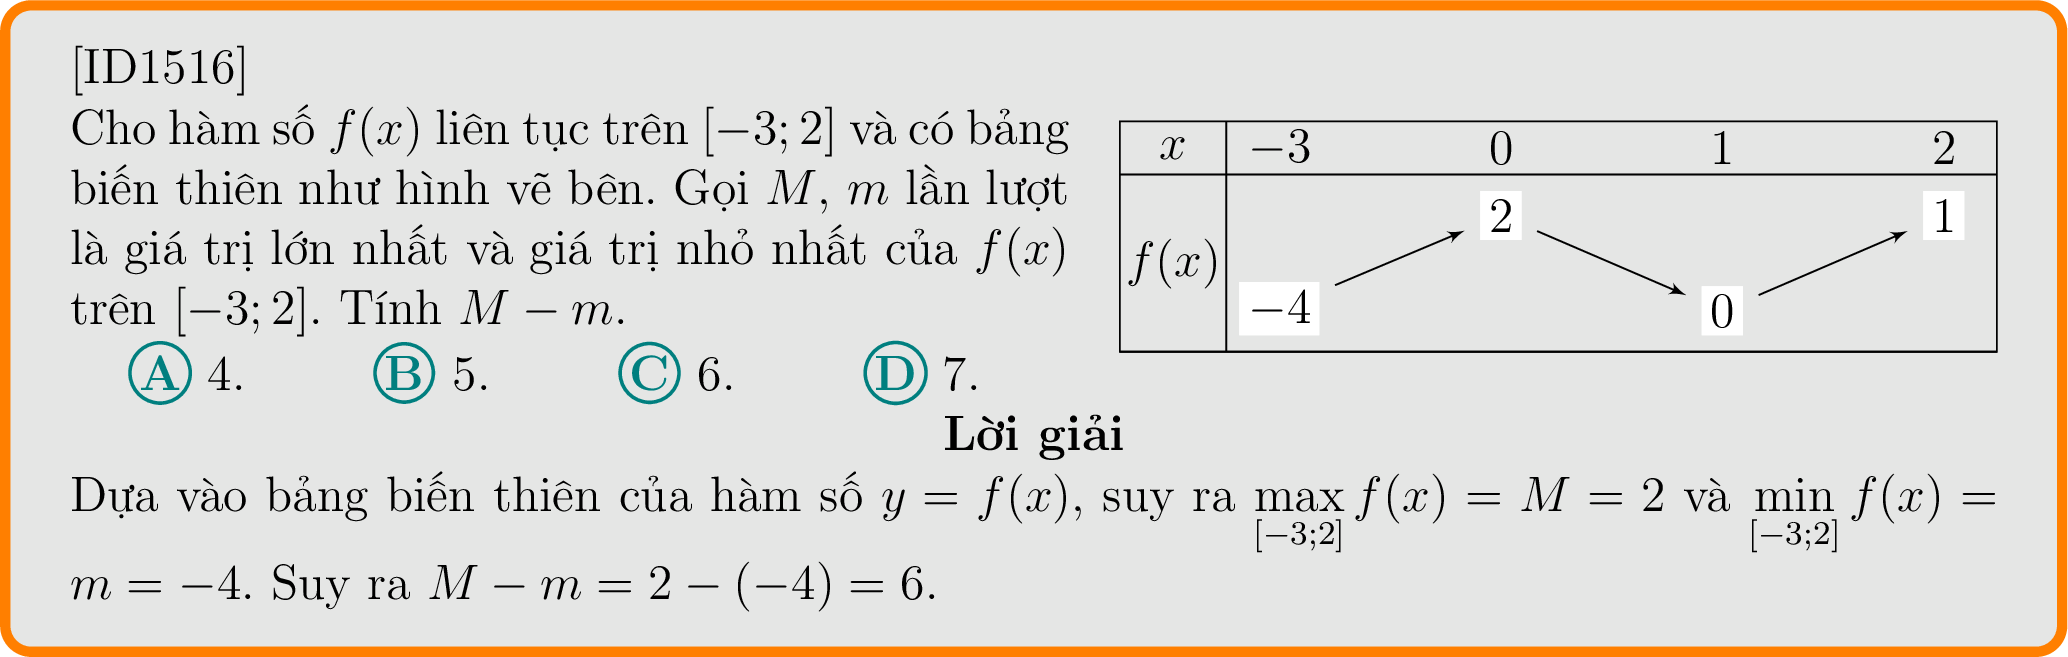 [ID1516]
Cho hàm số f(x) liên tục trên [−3; 2] và có bảng
biến thiên như hình vẽ bên. Gọi M, m lần lượt
là giá trị lớn nhất và giá trị nhỏ nhất của f(x)
trên [−3; 2]. Tính M − m.
x −3 0 1 2
2 1
f(x)
−4 0
A 4. B 5. C 6. D 7.
Lời giải
Dựa vào bảng biến thiên của hàm số y = f(x), suy ra max f(x) = M = 2 và min f(x) =
[−3;2] [−3;2]
m = −4. Suy ra M − m = 2 − (−4) = 6.